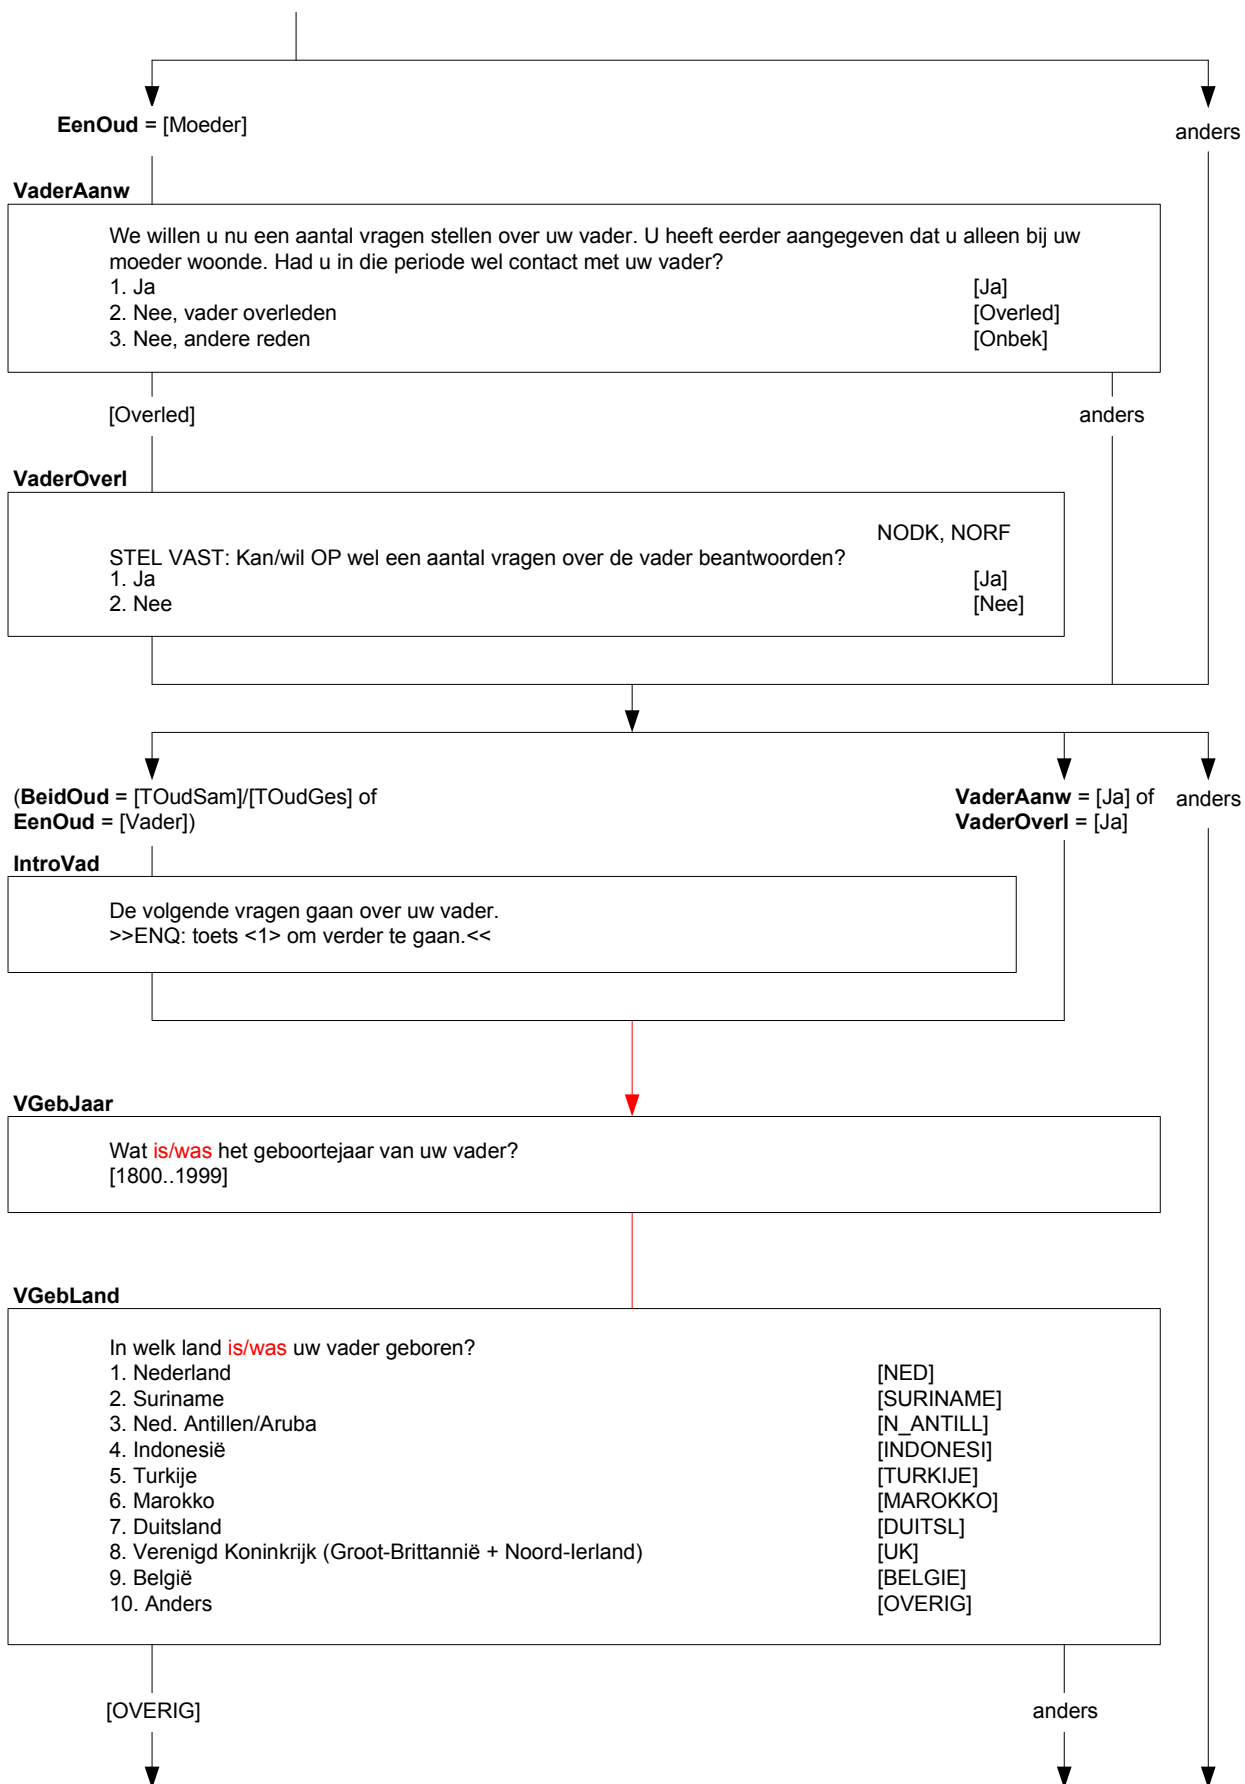 EenOud = [Moeder]
anders
VaderAanw
We willen u nu een aantal vragen stellen over uw vader. U heeft eerder aangegeven dat u alleen bij uw
moeder woonde. Had u in die periode wel contact met uw vader?
1. Ja [Ja]
2. Nee, vader overleden [Overled]
3. Nee, andere reden [Onbek]
[Overled] anders
VaderOverl
NODK, NORF
STEL VAST: Kan/wil OP wel een aantal vragen over de vader beantwoorden?
1. Ja [Ja]
2. Nee [Nee]
(BeidOud = [TOudSam]/[TOudGes] of
EenOud = [Vader])
VaderAanw = [Ja] of
VaderOverl = [Ja]
anders
IntroVad
De volgende vragen gaan over uw vader.
>>ENQ: toets <1> om verder te gaan.<<
VGebJaar
Wat is/was het geboortejaar van uw vader?
[1800..1999]
VGebLand
In welk land is/was uw vader geboren?
1. Nederland [NED]
2. Suriname [SURINAME]
3. Ned. Antillen/Aruba [N_ANTILL]
4. Indonesië [INDONESI]
5. Turkije [TURKIJE]
6. Marokko [MAROKKO]
7. Duitsland [DUITSL]
8. Verenigd Koninkrijk (Groot-Brittannië + Noord-Ierland) [UK]
9. België [BELGIE]
10. Anders [OVERIG]
[OVERIG] anders